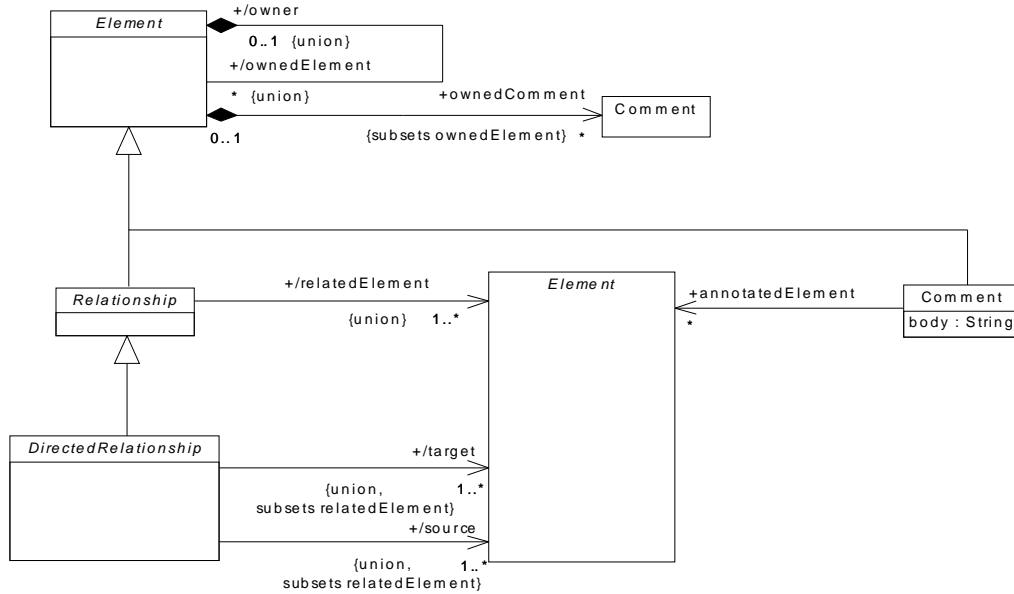 Element
+/owner
0..1 {union}
+/ownedElement
* {union}
+ownedComment
Comment
0..1
{subsets ownedElement} *
Relationship
+/relatedElement
{union} 1..*
Element
+annotatedElement
*
Comment
body : String
DirectedRelationship
+/target
{union, 1..*
subsets relatedElement}
+/source
{union, 1..*
subsets relatedElement}